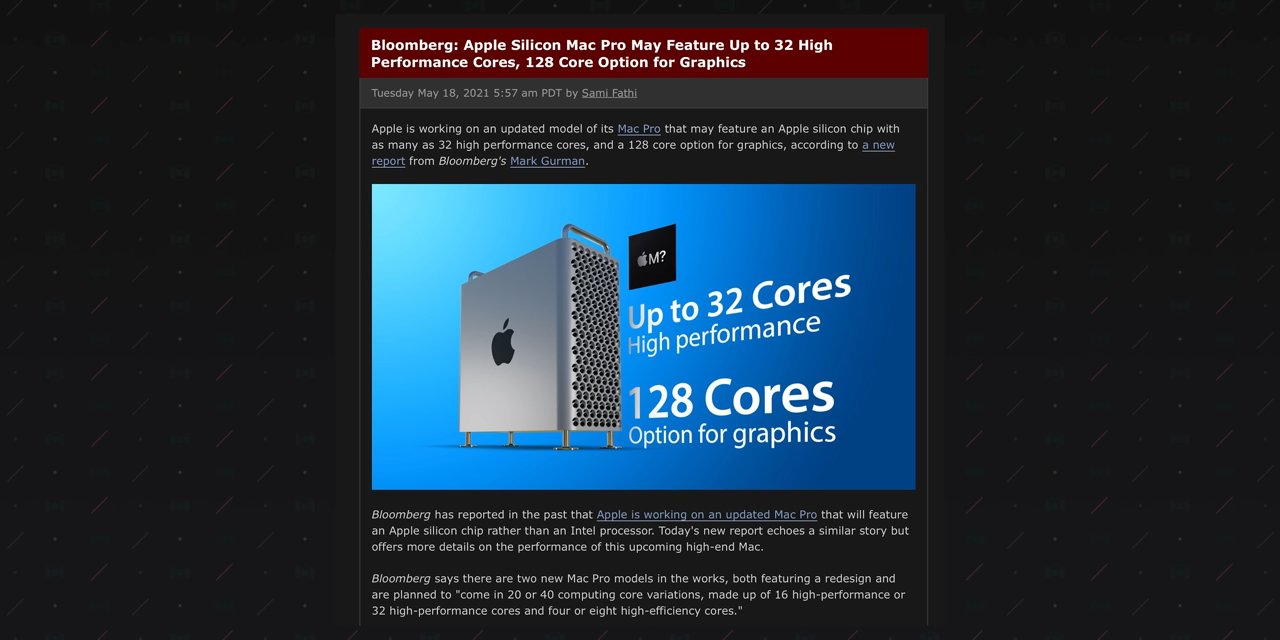 Bloomberg: Apple Silicon Mac Pro May Feature Up to 32 High
Performance Cores, 128 Core Option for Graphics
Tuesday May 18, 2021 5:57 am PDT by Sami Fathi
Apple is working on an updated model of its Mac Pro that may feature an Apple silicon chip with
as many as 32 high performance cores, and a 128 core option for graphics, according to a new
report from Bloomberg's Mark Gurman.
M?
Up to 32 Cores
High performance
128 Cores
Option for graphics
Bloomberg has reported in the past that Apple is working on an updated Mac Pro that will feature
an Apple silicon chip rather than an Intel processor. Today's new report echoes a similar story but
offers more details on the performance of this upcoming high-end Mac.
Bloomberg says there are two new Mac Pro models in the works, both featuring a redesign and
are planned to "come in 20 or 40 computing core variations, made up of 16 high-performance or
32 high-performance cores and four or eight high-efficiency cores."